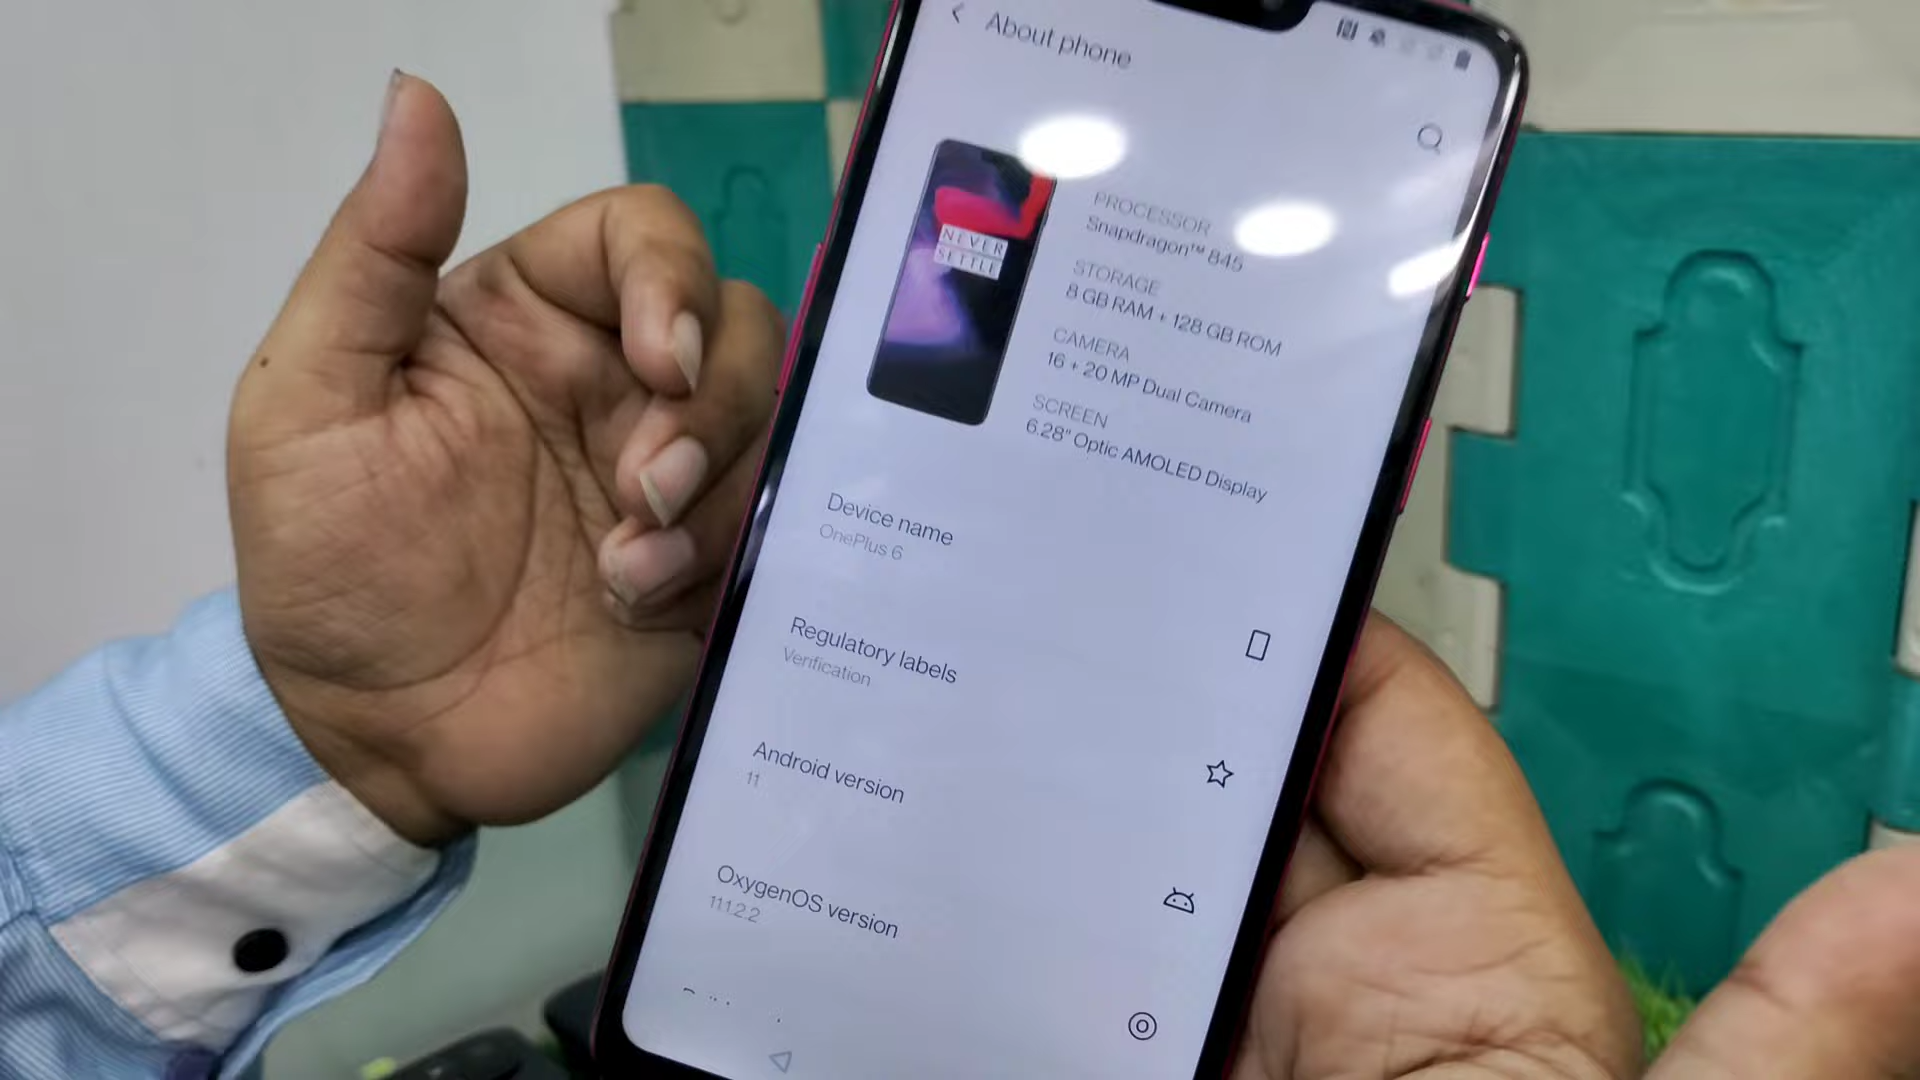 About phone
NEVER
SETTLE
PROCESSOR
Snapdragon™ 845
STORAGE
8 GB RAM + 128 GB ROM
CAMERA
16 + 20 MP Dual Camera
SCREEN
6.28" Optic AMOLED Display
Device name
OnePlus 6
Regulatory labels
Verification
Android version
11
OxygenOS version
11.1.2.2